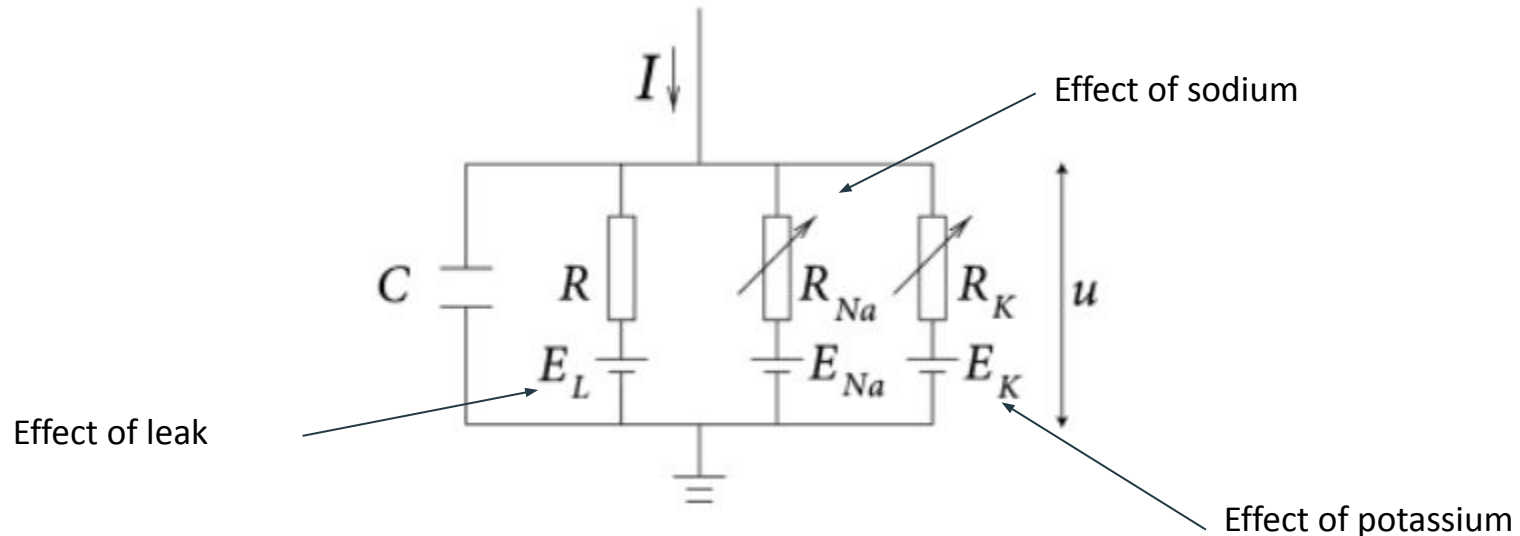 I
Effect of sodium
C
R
R_Na
R_K
u
E_L
E_Na
E_K
Effect of leak
Effect of potassium